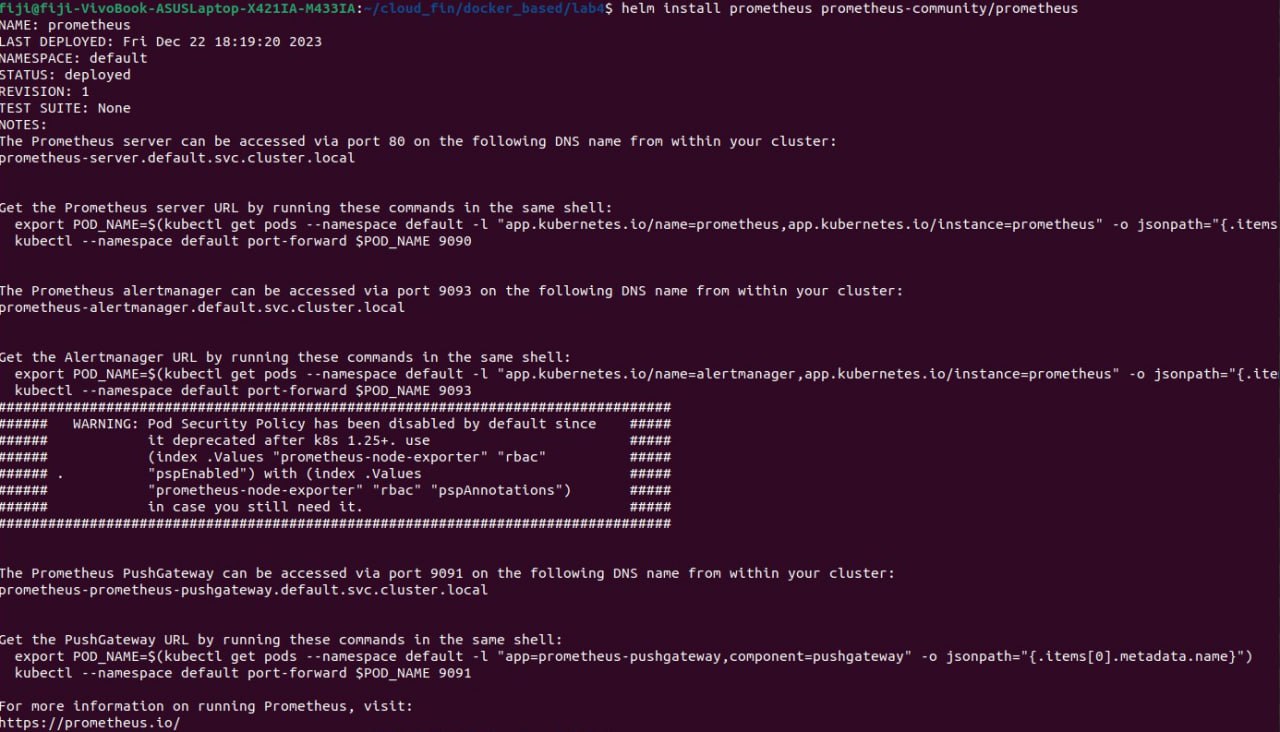 fiji@fiji-VivoBook-ASUSLaptop-X421IA-M433IA:~/cloud_fin/docker_based/lab4$ helm install prometheus prometheus-community/prometheus
NAME: prometheus
LAST DEPLOYED: Fri Dec 22 18:19:20 2023
NAMESPACE: default
STATUS: deployed
REVISION: 1
TEST SUITE: None
NOTES:
The Prometheus server can be accessed via port 80 on the following DNS name from within your cluster:
prometheus-server.default.svc.cluster.local
Get the Prometheus server URL by running these commands in the same shell:
  export POD_NAME=$(kubectl get pods --namespace default -l "app.kubernetes.io/name=prometheus,app.kubernetes.io/instance=prometheus" -o jsonpath="{.items
  kubectl --namespace default port-forward $POD_NAME 9090
The Prometheus alertmanager can be accessed via port 9093 on the following DNS name from within your cluster:
prometheus-alertmanager.default.svc.cluster.local
Get the Alertmanager URL by running these commands in the same shell:
  export POD_NAME=$(kubectl get pods --namespace default -l "app.kubernetes.io/name=alertmanager,app.kubernetes.io/instance=prometheus" -o jsonpath="{.ite
  kubectl --namespace default port-forward $POD_NAME 9093
#################################################################################
######   WARNING: Pod Security Policy has been disabled by default since    #####
######            it deprecated after k8s 1.25+. use                        #####
######            (index .Values "prometheus-node-exporter" "rbac"          #####
###### .          "pspEnabled") with (index .Values                         #####
######            "prometheus-node-exporter" "rbac" "pspAnnotations")       #####
######            in case you still need it.                                #####
#################################################################################
The Prometheus PushGateway can be accessed via port 9091 on the following DNS name from within your cluster:
prometheus-prometheus-pushgateway.default.svc.cluster.local
Get the PushGateway URL by running these commands in the same shell:
  export POD_NAME=$(kubectl get pods --namespace default -l "app=prometheus-pushgateway,component=pushgateway" -o jsonpath="{.items[0].metadata.name}")
  kubectl --namespace default port-forward $POD_NAME 9091
For more information on running Prometheus, visit:
https://prometheus.io/